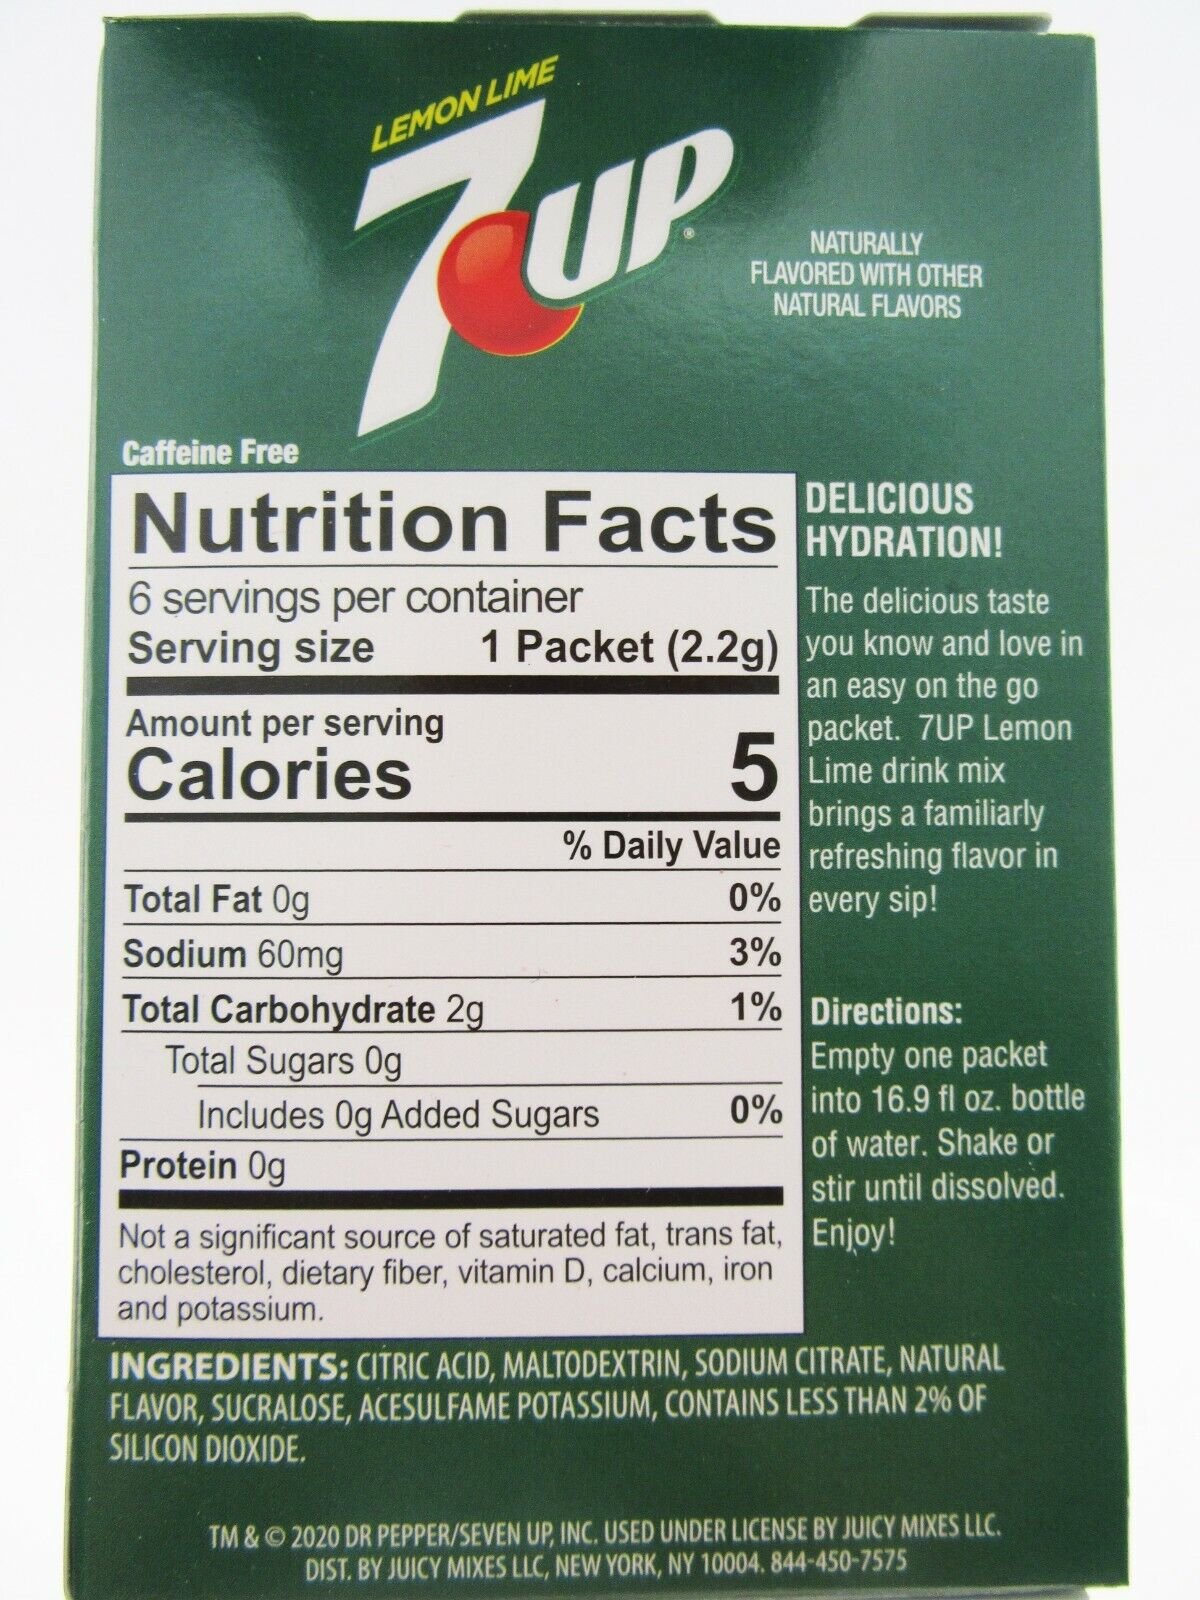 LEMON LIME
7UP®
NATURALLY
FLAVORED WITH OTHER
NATURAL FLAVORS
Caffeine Free
Nutrition Facts
6 servings per container
Serving size 1 Packet (2.2g)
Amount per serving
Calories 5
% Daily Value
Total Fat 0g 0%
Sodium 60mg 3%
Total Carbohydrate 2g 1%
Total Sugars 0g
Includes 0g Added Sugars 0%
Protein 0g
Not a significant source of saturated fat, trans fat,
cholesterol, dietary fiber, vitamin D, calcium, iron
and potassium.
DELICIOUS
HYDRATION!
The delicious taste
you know and love in
an easy on the go
packet. 7UP Lemon
Lime drink mix
brings a familiarly
refreshing flavor in
every sip!
Directions:
Empty one packet
into 16.9 fl oz. bottle
of water. Shake or
stir until dissolved.
Enjoy!
INGREDIENTS: CITRIC ACID, MALTODEXTRIN, SODIUM CITRATE, NATURAL
FLAVOR, SUCRALOSE, ACESULFAME POTASSIUM, CONTAINS LESS THAN 2% OF
SILICON DIOXIDE.
TM & © 2020 DR PEPPER/SEVEN UP, INC. USED UNDER LICENSE BY JUICY MIXES LLC.
DIST. BY JUICY MIXES LLC, NEW YORK, NY 10004. 844-450-7575